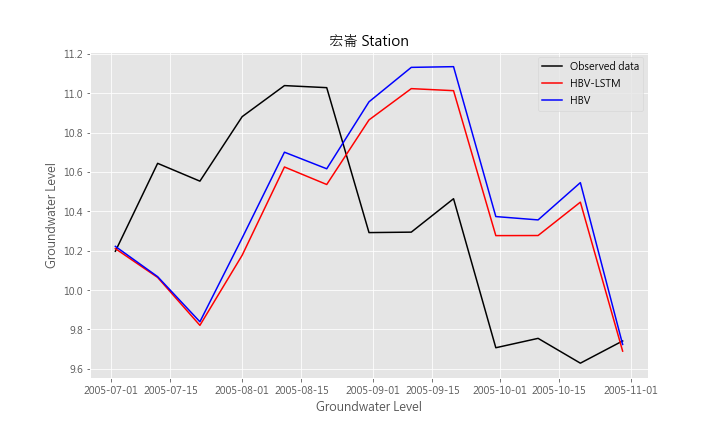 宏崙 Station
11.2
11.0
10.8
10.6
10.4
10.2
10.0
9.8
9.6
Groundwater Level
Observed data
HBV-LSTM
HBV
2005-07-01 2005-07-15 2005-08-01 2005-08-15 2005-09-01 2005-09-15 2005-10-01 2005-10-15 2005-11-01
Groundwater Level